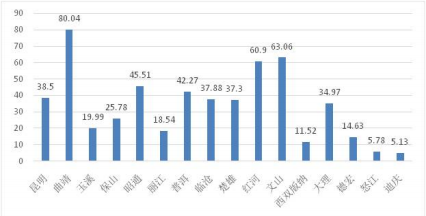 90
80
70
60
50
40
30
20
10
0
38.5
80.04
19.99
25.78
45.51
18.54
42.27
37.88
37.3
60.9
63.06
11.52
34.97
14.63
5.78
5.13
昆明
曲靖
玉溪
保山
昭通
丽江
普洱
临沧
楚雄
红河
文山
西双版纳
大理
德宏
怒江
迪庆